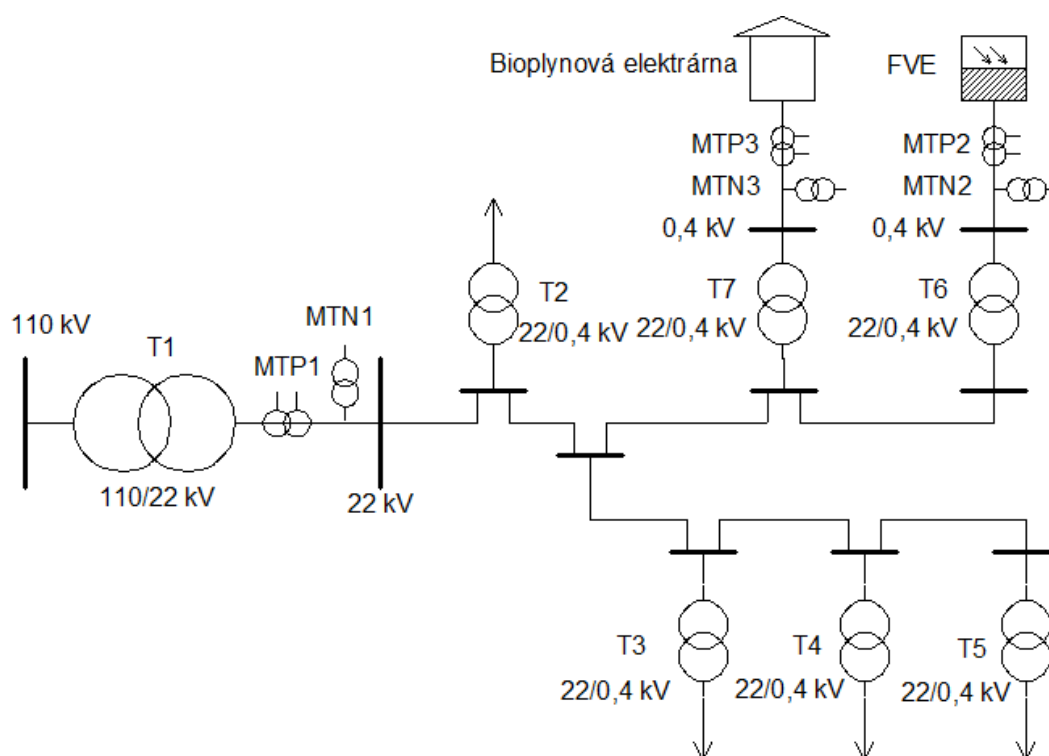 Bioplynová elektrárna
FVE
MTP3
MTP2
MTN3
MTN2
0,4 kV
0,4 kV
T2
22/0,4 kV
T7
22/0,4 kV
T6
22/0,4 kV
110 kV
T1
MTP1
MTN1
110/22 kV
22 kV
T3
22/0,4 kV
T4
22/0,4 kV
T5
22/0,4 kV